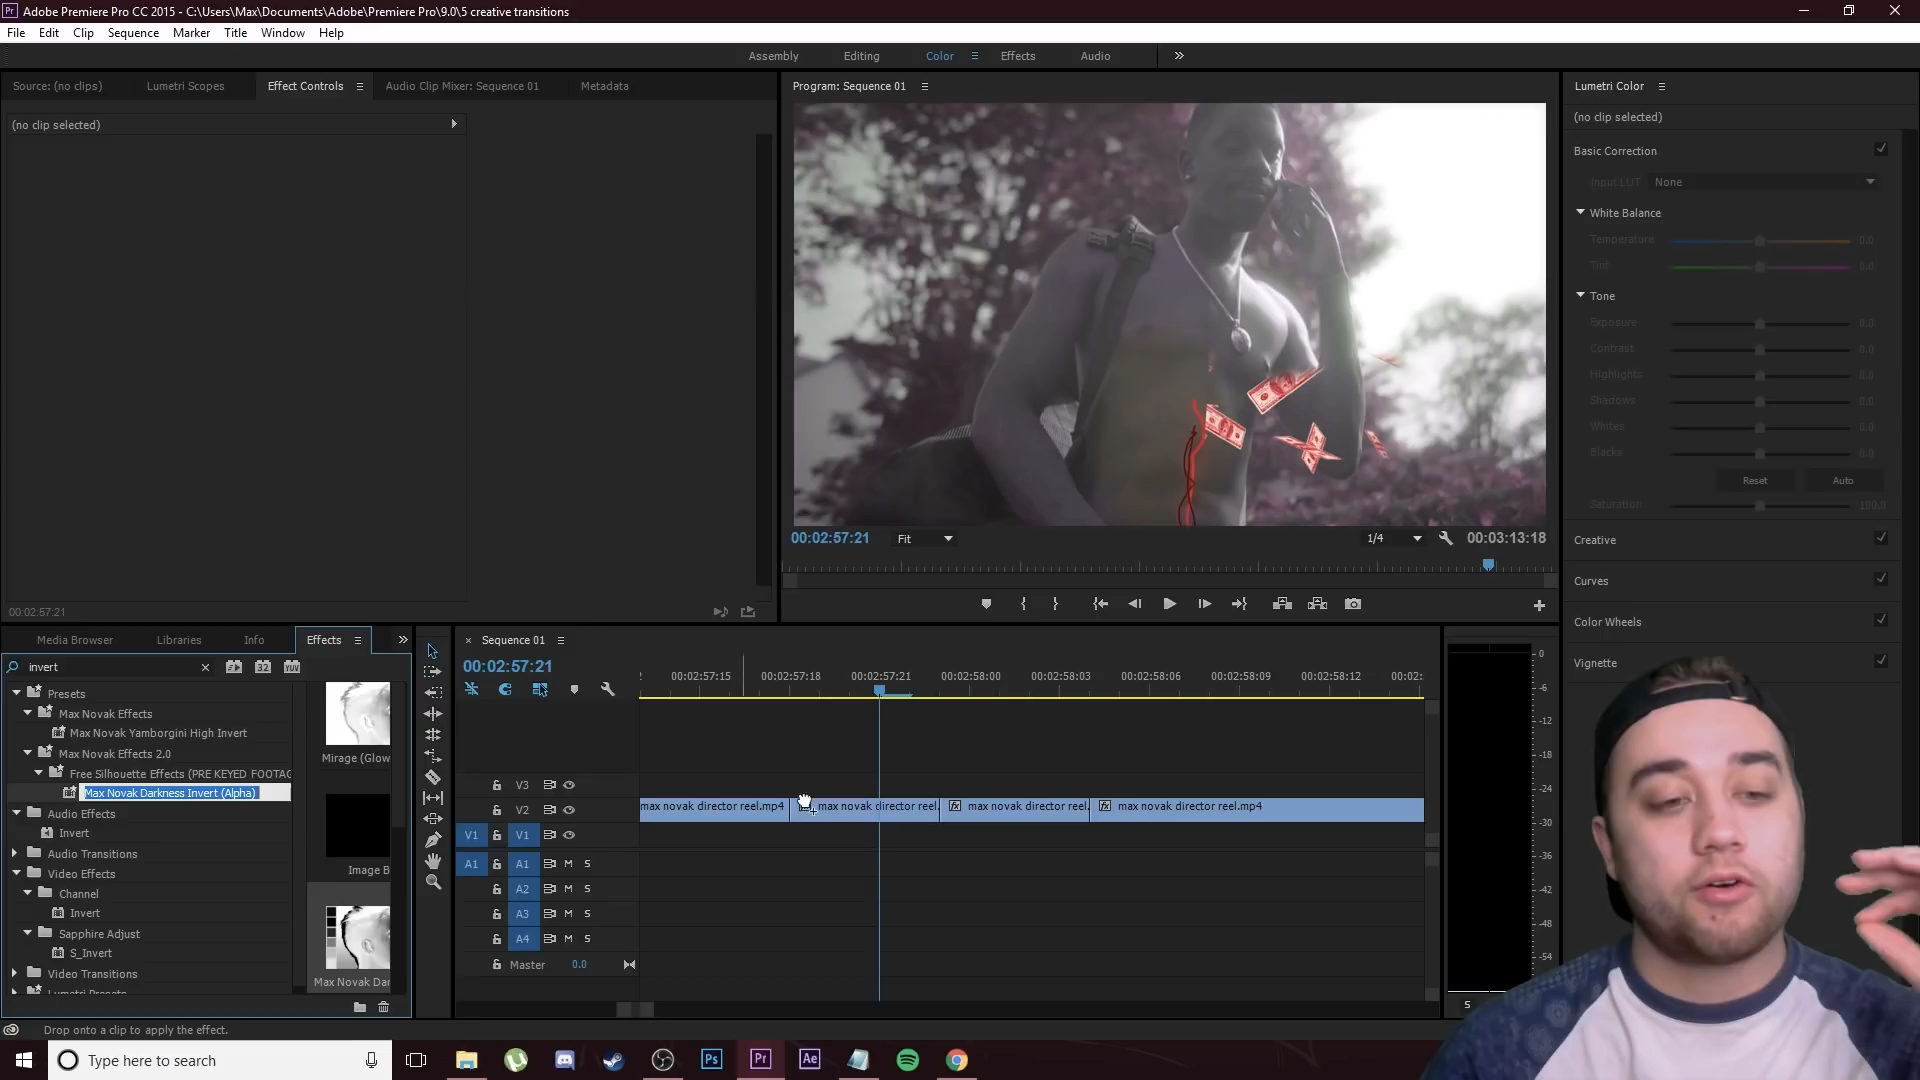 Adobe Premiere Pro CC 2015 - C:\Users\Max\Documents\Adobe\Premiere Pro\9.0\5 creative transitions
File Edit Clip Sequence Marker Title Window Help
Assembly Editing Color Effects Audio
Source: (no clips) Lumetri Scopes Effect Controls Audio Clip Mixer: Sequence 01 Metadata
(no clip selected)
00:02:57:21
Program: Sequence 01
00:02:57:21 Fit 1/4 00:03:13:18
Lumetri Color
(no clip selected)
Basic Correction
Input LUT None
White Balance
Temperature 0.0
Tint 0.0
Tone
Exposure 0.0
Contrast 0.0
Highlights 0.0
Shadows 0.0
Whites 0.0
Blacks 0.0
Reset Auto
Saturation 100.0
Creative
Curves
Color Wheels
Vignette
Media Browser Libraries Info Effects
invert
Presets
Max Novak Effects
Max Novak Yamborgini High Invert
Max Novak Effects 2.0
Free Silhouette Effects (PRE KEYED FOOTAG
Max Novak Darkness Invert (Alpha)
Audio Effects
Invert
Audio Transitions
Video Effects
Channel
Invert
Sapphire Adjust
S_Invert
Video Transitions
Lumetri Presets
Mirage (Glow
Image B
Max Novak Dar
Sequence 01
00:02:57:21
00:02:57:15 00:02:57:18 00:02:57:21 00:02:58:00 00:02:58:03 00:02:58:06 00:02:58:09 00:02:58:12 00:02:
V3
V2
max novak director reel.mp4 max novak director reel. max novak director reel. max novak director reel.mp4
V1 V1
A1 A1 M S
A2 M S
A3 M S
A4 M S
Master 0.0
0
-6
-12
-18
-24
-30
-36
-42
-48
-54
S
Drop onto a clip to apply the effect.
Type here to search
Ps Pr Ae